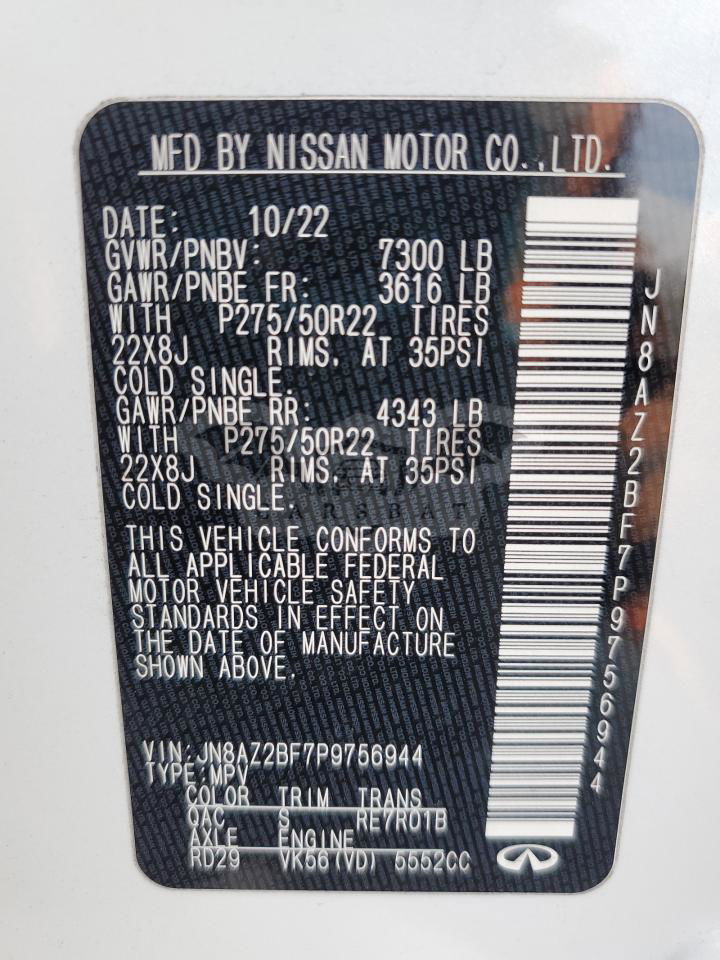 MFD BY NISSAN MOTOR CO.,LTD.
DATE: 10/22
GVWR/PNBV: 7300 LB
GAWR/PNBE FR: 3616 LB
WITH P275/50R22 TIRES
22X8J RIMS, AT 35PSI
COLD SINGLE.
GAWR/PNBE RR: 4343 LB
WITH P275/50R22 TIRES
22X8J RIMS, AT 35PSI
COLD SINGLE.
THIS VEHICLE CONFORMS TO
ALL APPLICABLE FEDERAL
MOTOR VEHICLE SAFETY
STANDARDS IN EFFECT ON
THE DATE OF MANUFACTURE
SHOWN ABOVE.
VIN:JN8AZ2BF7P9756944
TYPE:MPV
COLOR TRIM TRANS
QAC S RE7R01B
AXLE ENGINE
RD29 VK56(VD) 5552CC
JN8AZ2BF7P9756944